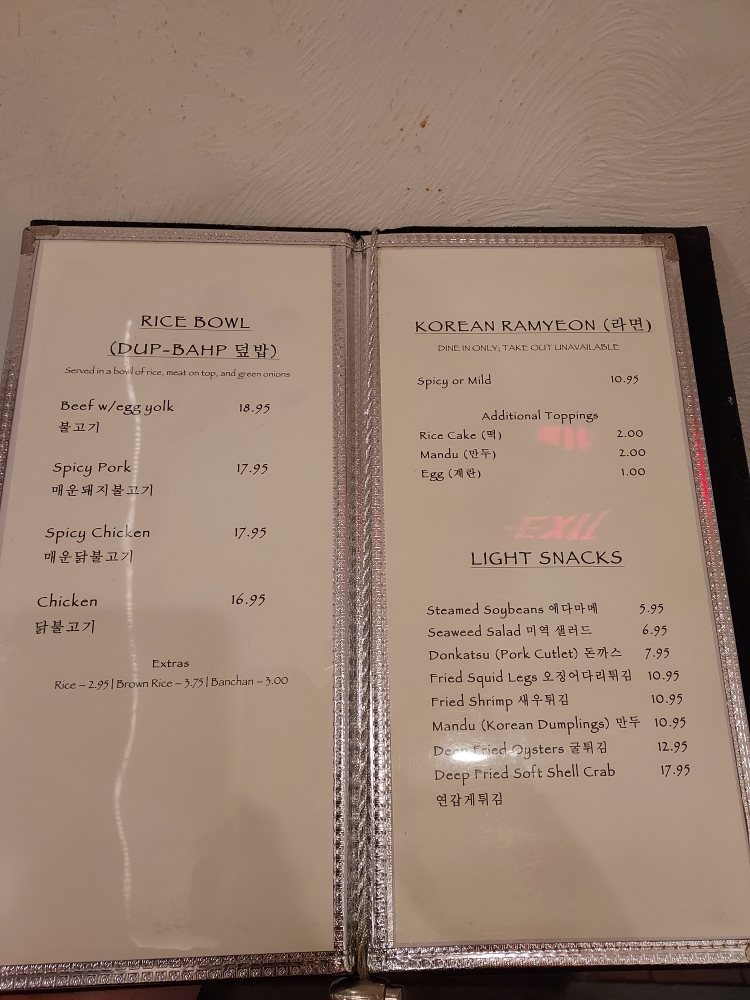 RICE BOWL
(DUP-BAHP 덮밥)
Served in a bowl of rice, meat on top, and green onions
Beef w/egg yolk 18.95
불고기
Spicy Pork 17.95
매운돼지불고기
Spicy Chicken 17.95
매운닭불고기
Chicken 16.95
닭불고기
Extras
Rice – 2.95 | Brown Rice – 3.75 | Banchan – 3.00
KOREAN RAMYEON (라면)
DINE IN ONLY; TAKE OUT UNAVAILABLE
Spicy or Mild 10.95
Additional Toppings
Rice Cake (떡) 2.00
Mandu (만두) 2.00
Egg (계란) 1.00
EXIT
LIGHT SNACKS
Steamed Soybeans 에다마메 5.95
Seaweed Salad 미역 샐러드 6.95
Donkatsu (Pork Cutlet) 돈까스 7.95
Fried Squid Legs 오징어다리튀김 10.95
Fried Shrimp 새우튀김 10.95
Mandu (Korean Dumplings) 만두 10.95
Deep Fried Oysters 굴튀김 12.95
Deep Fried Soft Shell Crab 17.95
연갑게튀김